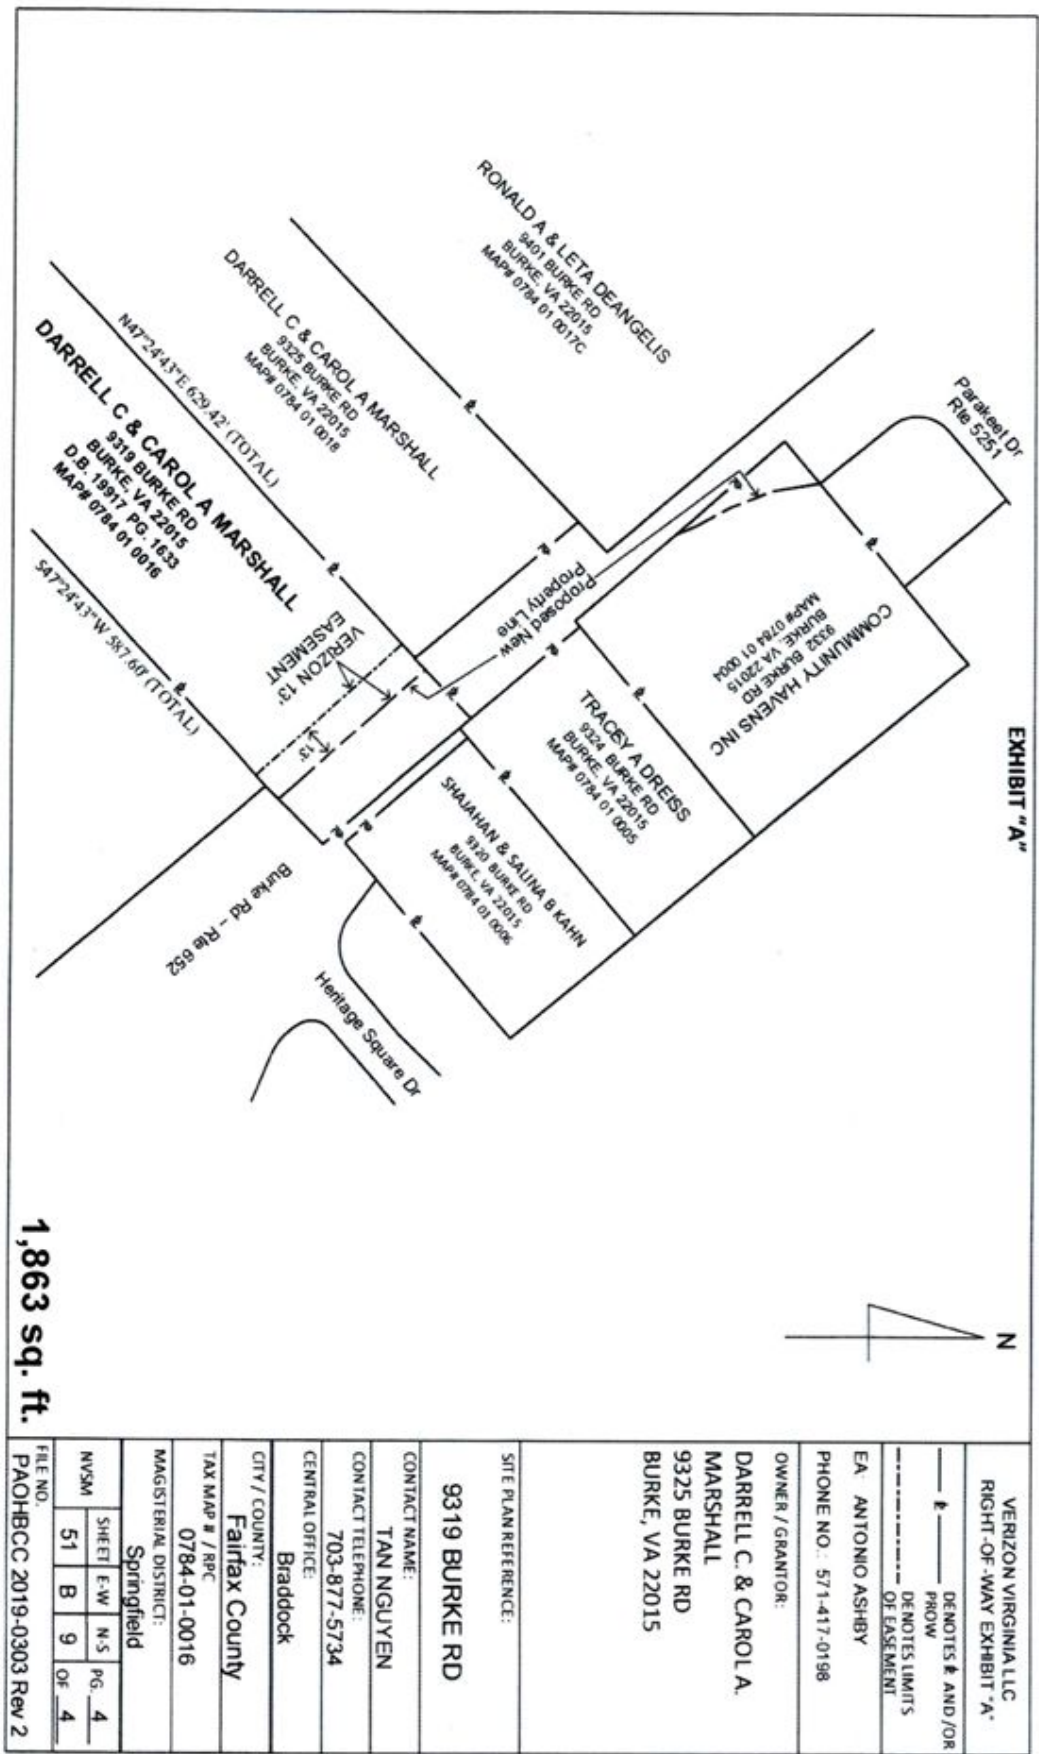 EXHIBIT "A"
Parakeet Dr
Rte 5251
RONALD A & LETA DEANGELIS
9401 BURKE RD
BURKE, VA 22015
MAP# 0784 01 0017C
COMMUNITY HAVENS INC
9332 BURKE RD
BURKE, VA 22015
MAP# 0784 01 0004
DARRELL C & CAROL A MARSHALL
9325 BURKE RD
BURKE, VA 22015
MAP# 0784 01 0018
Proposed New
Property Line
TRACEY A DREISS
9324 BURKE RD
BURKE, VA 22015
MAP# 0784 01 0005
N47°24'43"E 629.42' (TOTAL)
DARRELL C & CAROL A MARSHALL
9319 BURKE RD
BURKE, VA 22015
D.B. 19917 PG. 1633
MAP# 0784 01 0016
VERIZON 13'
EASEMENT
13'
SHAJAHAN & SALINA B KAHN
9320 BURKE RD
BURKE, VA 22015
MAP# 0784 01 0006
S47°24'43"W 587.60' (TOTAL)
Burke Rd - Rte 652
Heritage Square Dr
N
1,863 sq. ft.
VERIZON VIRGINIA LLC
RIGHT-OF-WAY EXHIBIT "A"
DENOTES ⅊ AND/OR
PROW
DENOTES LIMITS
OF EASEMENT
EA ANTONIO ASHBY
PHONE NO.: 571-417-0198
OWNER / GRANTOR:
DARRELL C. & CAROL A.
MARSHALL
9325 BURKE RD
BURKE, VA 22015
SITE PLAN REFERENCE:
9319 BURKE RD
CONTACT NAME:
TAN NGUYEN
CONTACT TELEPHONE:
703-877-5734
CENTRAL OFFICE:
Braddock
CITY / COUNTY:
Fairfax County
TAX MAP # / RPC
0784-01-0016
MAGISTERIAL DISTRICT:
Springfield
NVSM
SHEET E-W N-S
51 B 9
PG. 4
OF 4
FILE NO.
PAOHBCC 2019-0303 Rev 2